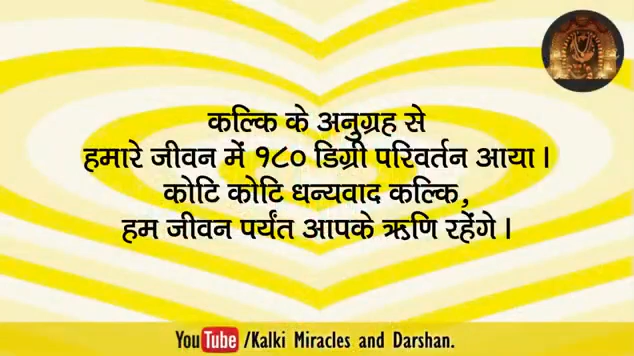 कल्कि के अनुग्रह से
हमारे जीवन में १८० डिग्री परिवर्तन आया।
कोटि कोटि धन्यवाद कल्कि,
हम जीवन पर्यंत आपके ऋणि रहेंगे।
YouTube /Kalki Miracles and Darshan.